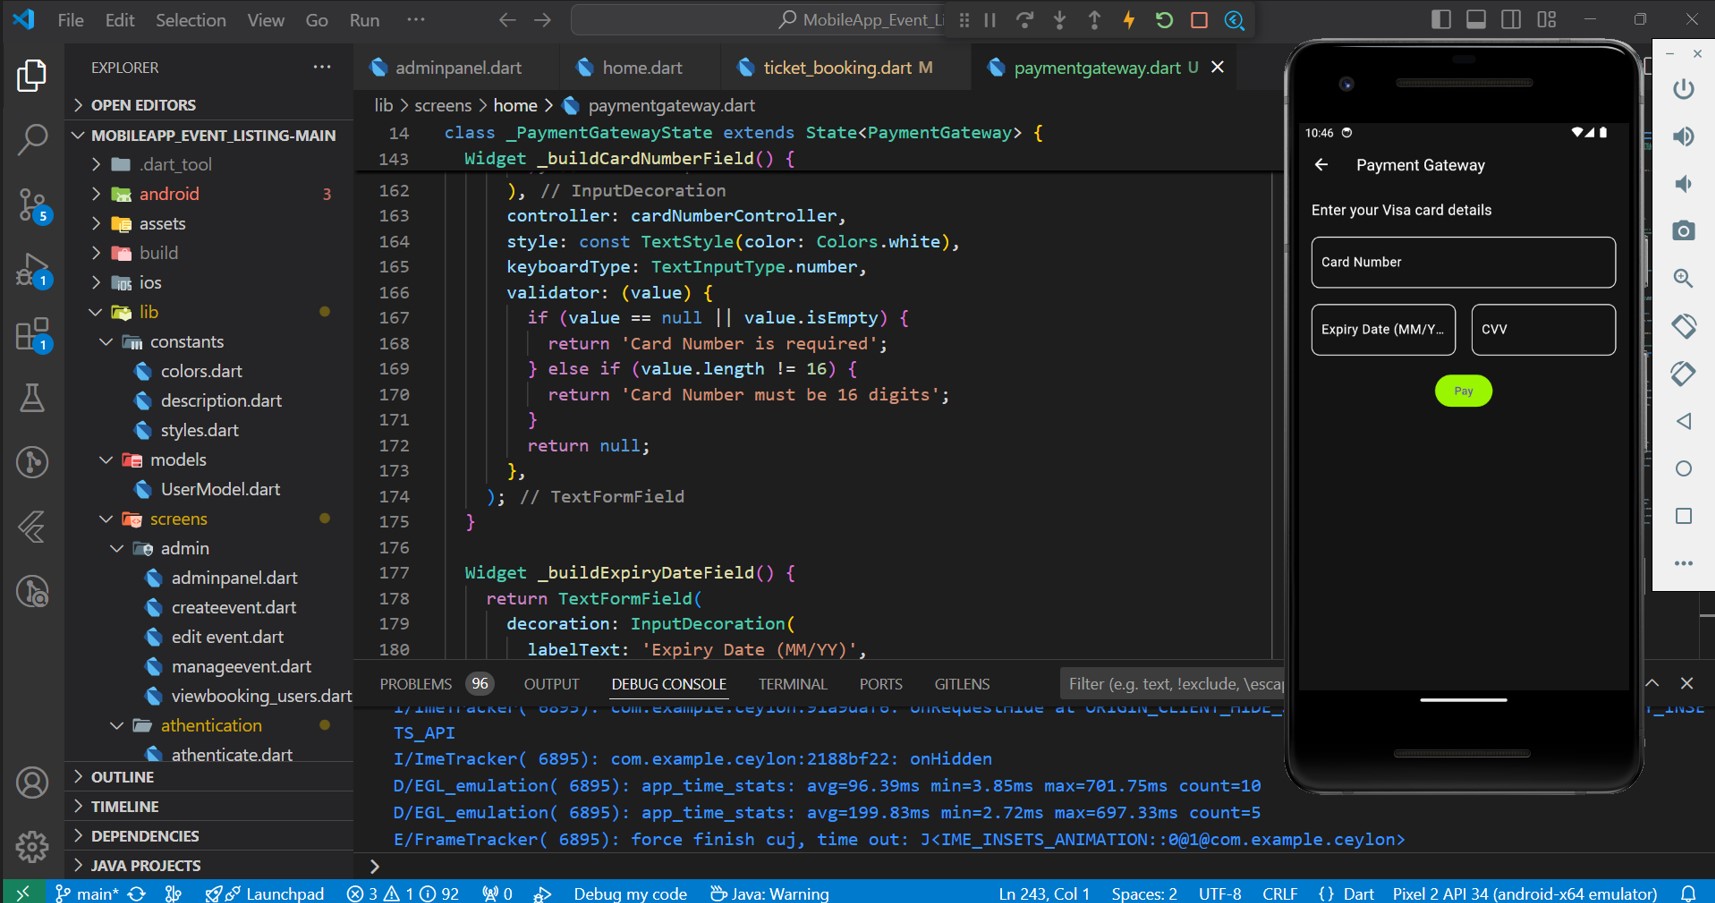 File Edit Selection View Go Run ···
MobileApp_Event_Li
EXPLORER ···
OPEN EDITORS
MOBILEAPP_EVENT_LISTING-MAIN
.dart_tool
android 3
assets
build
ios
lib
constants
colors.dart
description.dart
styles.dart
models
UserModel.dart
screens
admin
adminpanel.dart
createevent.dart
edit event.dart
manageevent.dart
viewbooking_users.dart
athentication
athenticate.dart
OUTLINE
TIMELINE
DEPENDENCIES
JAVA PROJECTS
5
1
1
adminpanel.dart home.dart ticket_booking.dart M paymentgateway.dart U
lib > screens > home > paymentgateway.dart
14 class _PaymentGatewayState extends State<PaymentGateway> {
143 Widget _buildCardNumberField() {
162 ), // InputDecoration
163 controller: cardNumberController,
164 style: const TextStyle(color: Colors.white),
165 keyboardType: TextInputType.number,
166 validator: (value) {
167 if (value == null || value.isEmpty) {
168 return 'Card Number is required';
169 } else if (value.length != 16) {
170 return 'Card Number must be 16 digits';
171 }
172 return null;
173 },
174 ); // TextFormField
175 }
176
177 Widget _buildExpiryDateField() {
178 return TextFormField(
179 decoration: InputDecoration(
180 labelText: 'Expiry Date (MM/YY)',
PROBLEMS 96 OUTPUT DEBUG CONSOLE TERMINAL PORTS GITLENS Filter (e.g. text, !exclude, \escap
I/ImeTracker( 6895): com.example.ceylon:91a9daf6: onRequestHide at ORIGIN_CLIENT_HIDE_
TS_API
I/ImeTracker( 6895): com.example.ceylon:2188bf22: onHidden
D/EGL_emulation( 6895): app_time_stats: avg=96.39ms min=3.85ms max=701.75ms count=10
D/EGL_emulation( 6895): app_time_stats: avg=199.83ms min=2.72ms max=697.33ms count=5
E/FrameTracker( 6895): force finish cuj, time out: J<IME_INSETS_ANIMATION::0@1@com.example.ceylon>
10:46
Payment Gateway
Enter your Visa card details
Card Number
Expiry Date (MM/Y... CVV
Pay
main* Launchpad 3 1 92 0 Debug my code Java: Warning Ln 243, Col 1 Spaces: 2 UTF-8 CRLF {} Dart Pixel 2 API 34 (android-x64 emulator)